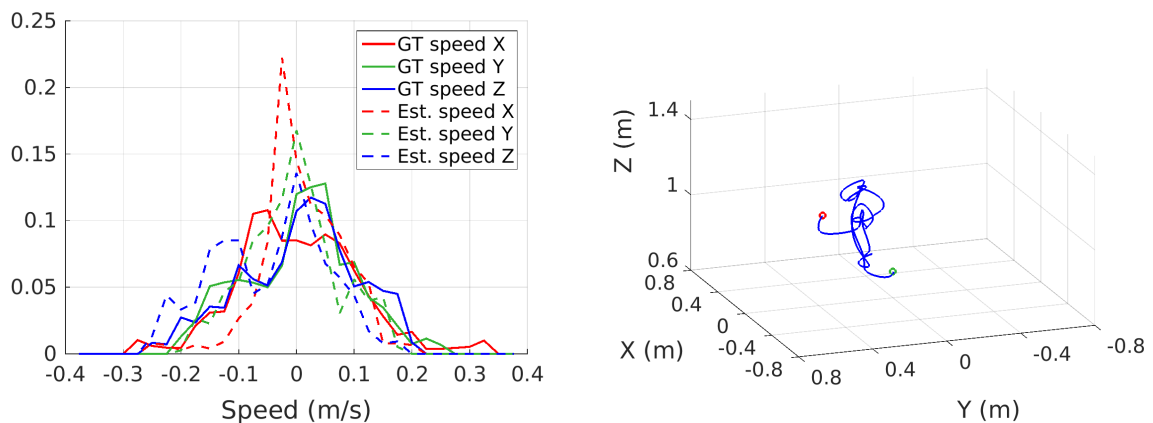 0.25
0.2
0.15
0.1
0.05
0
-0.4 -0.3 -0.2 -0.1 0 0.1 0.2 0.3 0.4
Speed (m/s)
GT speed X
GT speed Y
GT speed Z
Est. speed X
Est. speed Y
Est. speed Z
1.4
1
0.6
Z (m)
0.8
0.4
0
-0.4
-0.8
X (m)
0.8
0.4
0
-0.4
-0.8
Y (m)